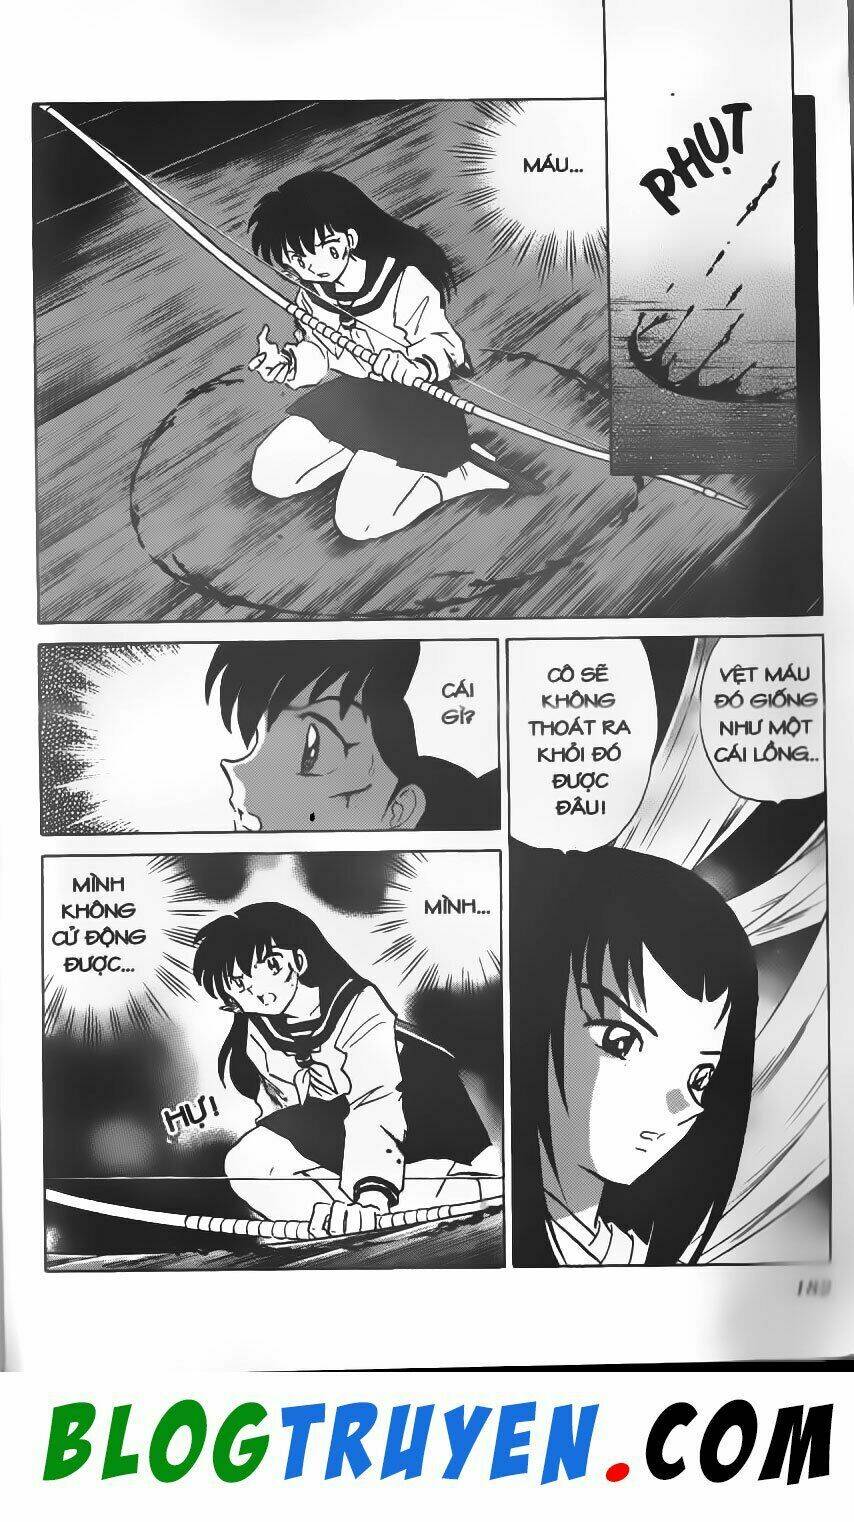 PHỤT
MÁU...
VỆT MÁU
ĐÓ GIỐNG
NHƯ MỘT
CÁI LỒNG...
CÔ SẼ
KHÔNG
THOÁT RA
KHỎI ĐÓ
ĐƯỢC
ĐÂU!
CÁI
GÌ?
MÌNH...
MÌNH
KHÔNG
CỬ ĐỘNG
ĐƯỢC...
HỰ!
BLOGTRUYEN.COM